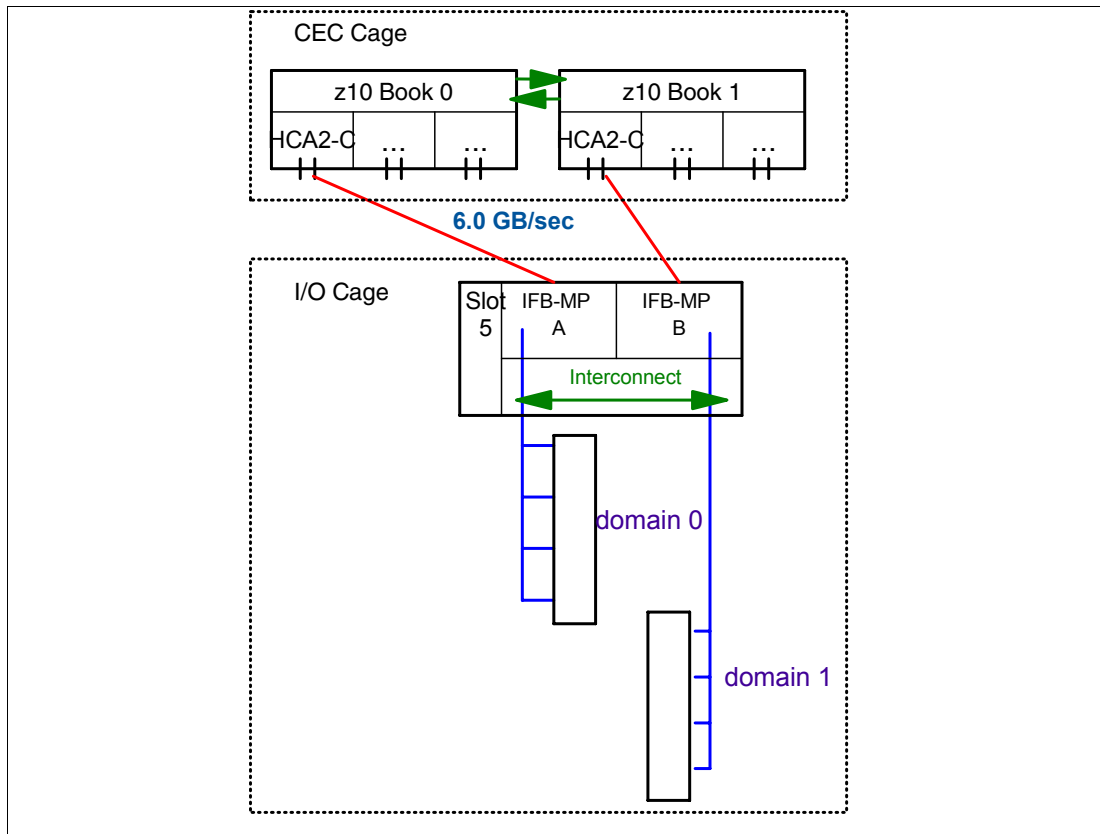 CEC Cage
z10 Book 0
z10 Book 1
HCA2-C
...
...
HCA2-C
...
...
6.0 GB/sec
I/O Cage
Slot
5
IFB-MP
A
IFB-MP
B
Interconnect
domain 0
domain 1